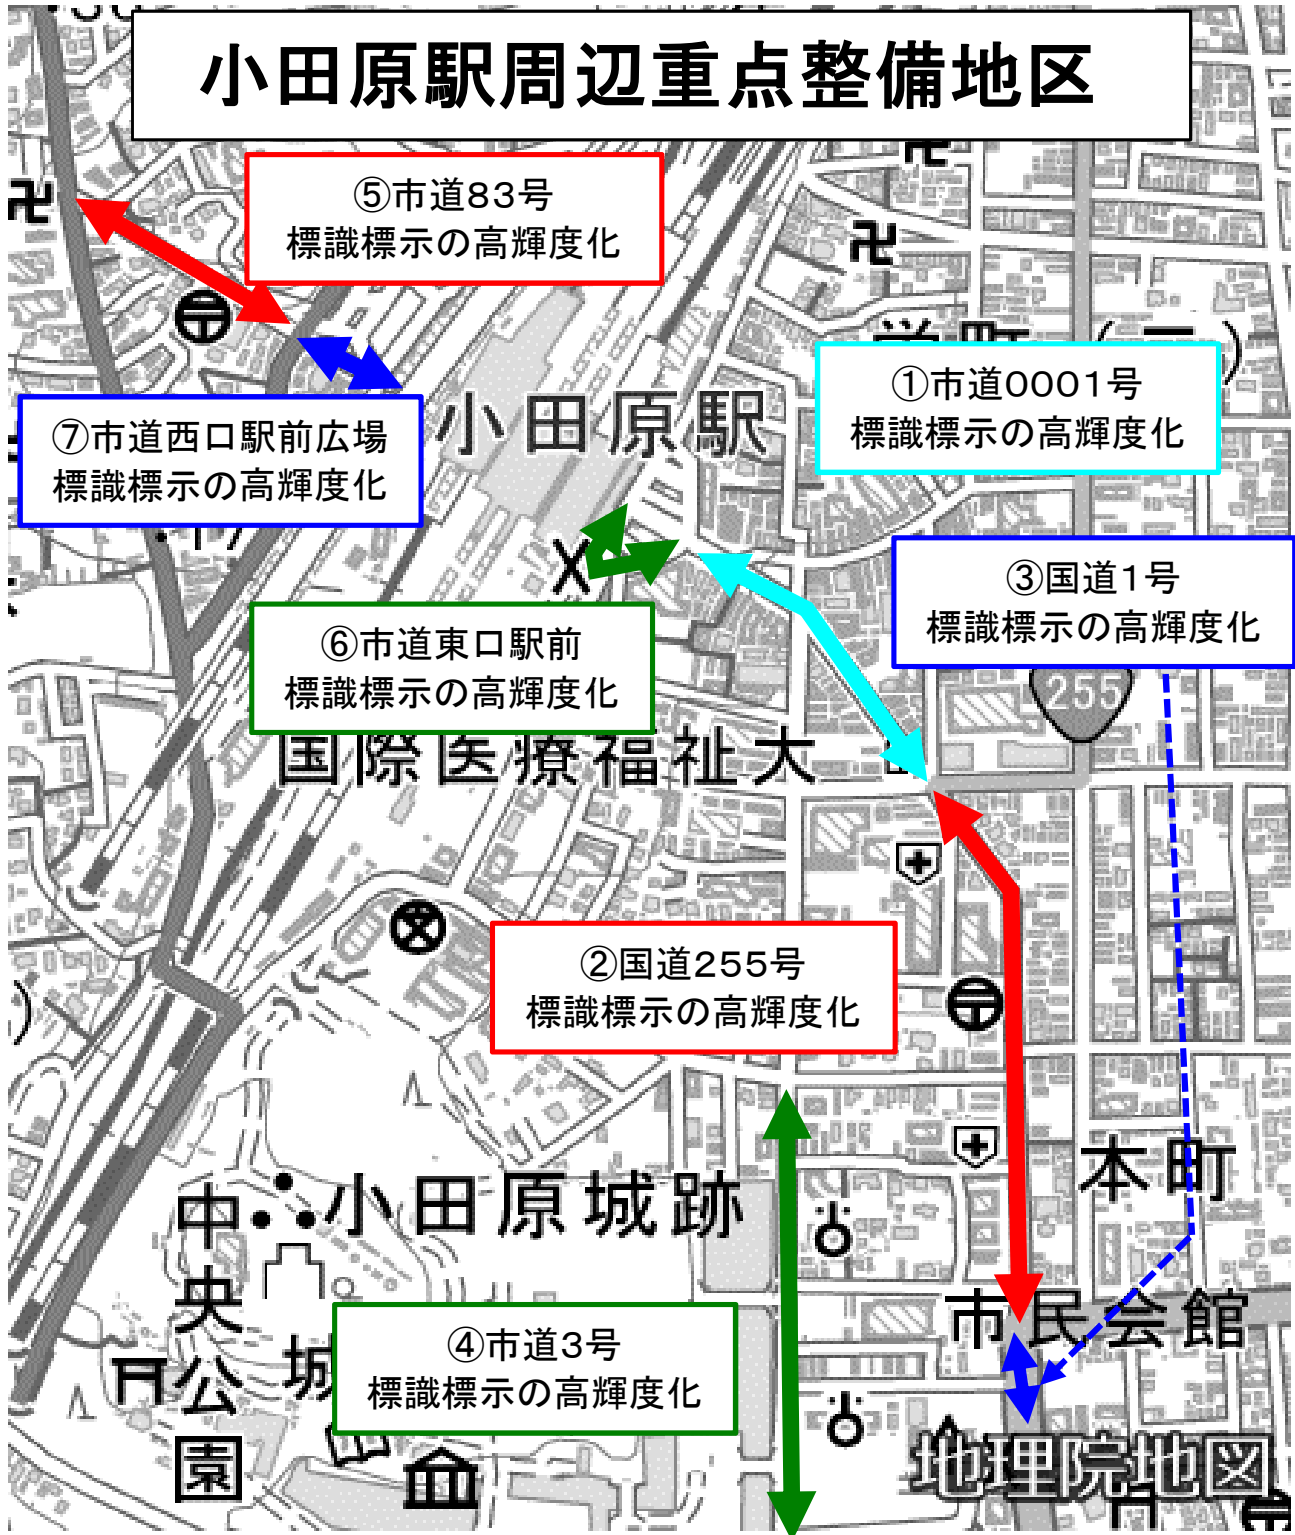 小田原駅周辺重点整備地区
⑤市道83号
標識標示の高輝度化
①市道0001号
標識標示の高輝度化
⑦市道西口駅前広場
標識標示の高輝度化
小田原駅
③国道1号
標識標示の高輝度化
⑥市道東口駅前
標識標示の高輝度化
255
国際医療福祉大
②国道255号
標識標示の高輝度化
本町
小田原城跡
中央公園
市民会館
④市道3号
標識標示の高輝度化
城
地理院地図